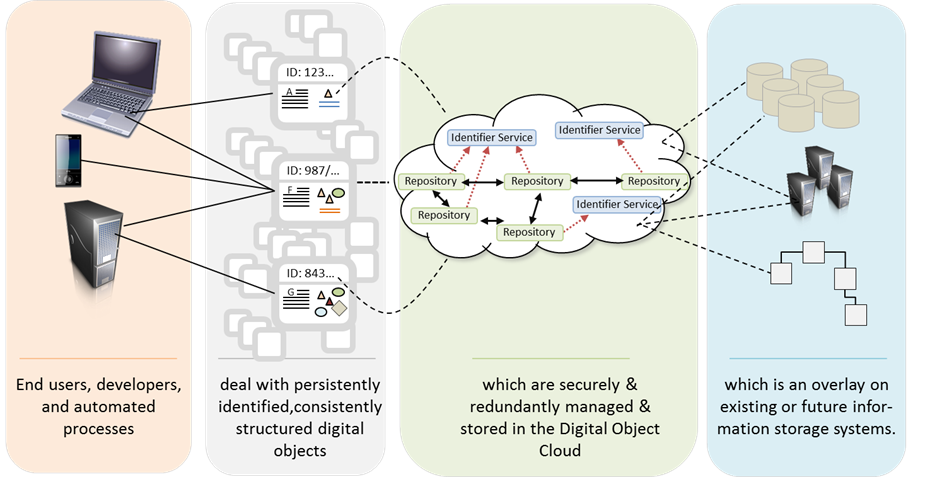 ID: 123...
A
ID: 987/...
F
ID: 843...
G
Identifier Service
Identifier Service
Repository
Repository
Repository
Repository
Identifier Service
Repository
End users, developers,
and automated
processes
deal with persistently
identified,consistently
structured digital
objects
which are securely &
redundantly managed &
stored in the Digital Object
Cloud
which is an overlay on
existing or future infor-
mation storage systems.